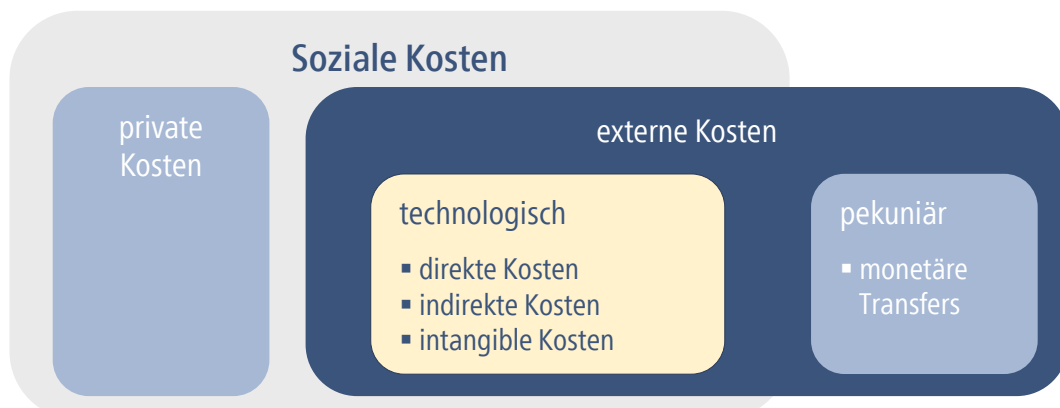 Soziale Kosten
private
Kosten
externe Kosten
technologisch
▪ direkte Kosten
▪ indirekte Kosten
▪ intangible Kosten
pekuniär
▪ monetäre
Transfers